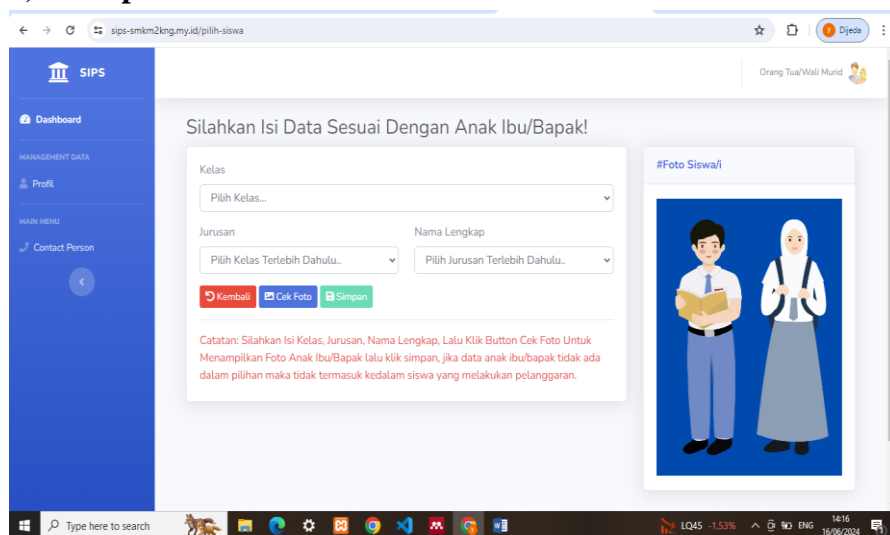 sips-smkm2kng.my.id/pilih-siswa
Dijeda
SIPS
Orang Tua/Wali Murid
Dashboard
MANAGEMENT DATA
Profil
MAIN MENU
Contact Person
Silahkan Isi Data Sesuai Dengan Anak Ibu/Bapak!
Kelas
Pilih Kelas...
Jurusan
Nama Lengkap
Pilih Kelas Terlebih Dahulu..
Pilih Jurusan Terlebih Dahulu..
Kembali
Cek Foto
Simpan
Catatan: Silahkan Isi Kelas, Jurusan, Nama Lengkap, Lalu Klik Button Cek Foto Untuk
Menampilkan Foto Anak Ibu/Bapak lalu klik simpan, jika data anak ibu/bapak tidak ada
dalam pilihan maka tidak termasuk kedalam siswa yang melakukan pelanggaran.
#Foto Siswa/i
Type here to search
LQ45 -1,53%
ENG
14:16
16/06/2024